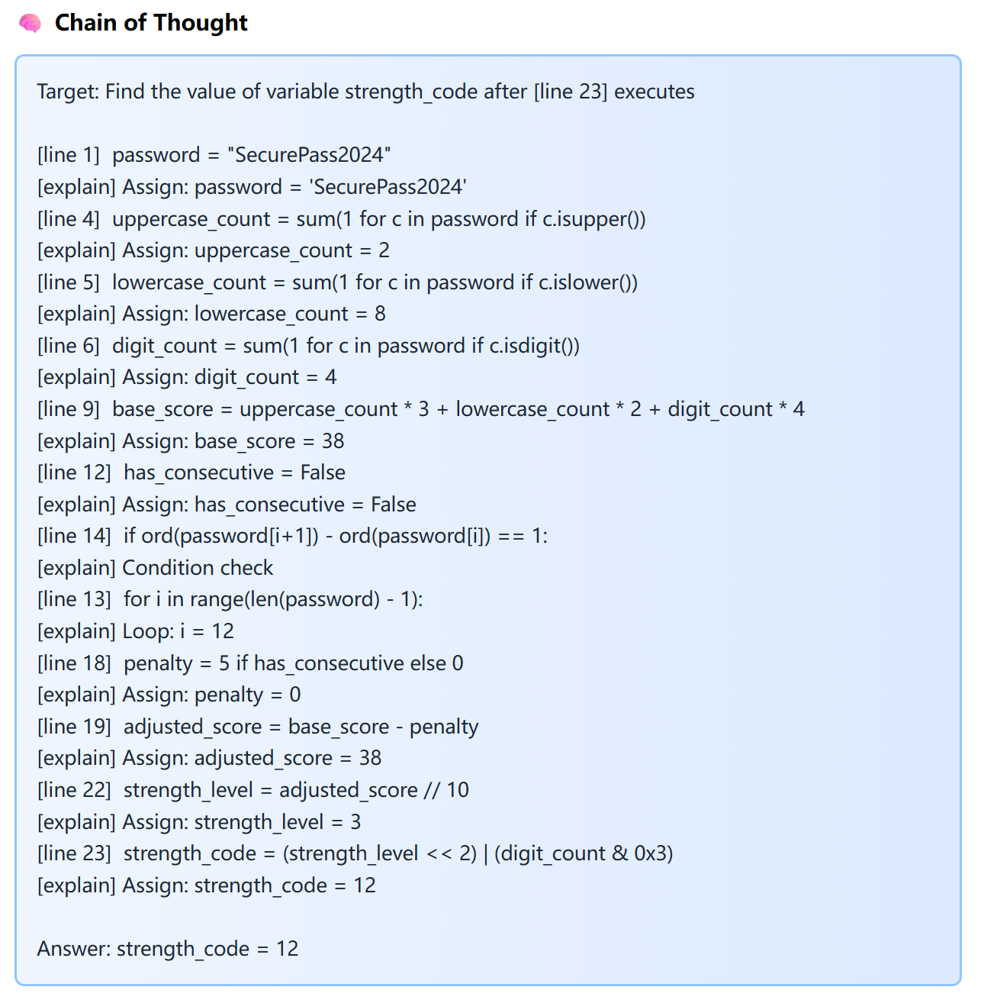 Chain of Thought
Target: Find the value of variable strength_code after [line 23] executes
[line 1]  password = "SecurePass2024"
[explain] Assign: password = 'SecurePass2024'
[line 4]  uppercase_count = sum(1 for c in password if c.isupper())
[explain] Assign: uppercase_count = 2
[line 5]  lowercase_count = sum(1 for c in password if c.islower())
[explain] Assign: lowercase_count = 8
[line 6]  digit_count = sum(1 for c in password if c.isdigit())
[explain] Assign: digit_count = 4
[line 9]  base_score = uppercase_count * 3 + lowercase_count * 2 + digit_count * 4
[explain] Assign: base_score = 38
[line 12]  has_consecutive = False
[explain] Assign: has_consecutive = False
[line 14]  if ord(password[i+1]) - ord(password[i]) == 1:
[explain] Condition check
[line 13]  for i in range(len(password) - 1):
[explain] Loop: i = 12
[line 18]  penalty = 5 if has_consecutive else 0
[explain] Assign: penalty = 0
[line 19]  adjusted_score = base_score - penalty
[explain] Assign: adjusted_score = 38
[line 22]  strength_level = adjusted_score // 10
[explain] Assign: strength_level = 3
[line 23]  strength_code = (strength_level << 2) | (digit_count & 0x3)
[explain] Assign: strength_code = 12
Answer: strength_code = 12